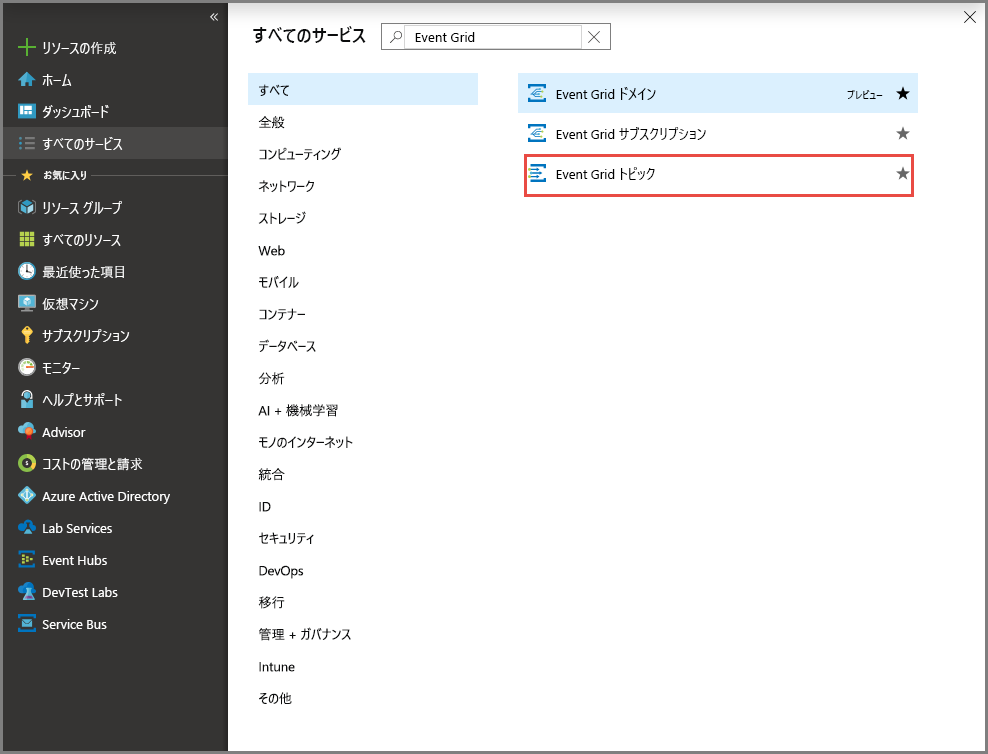 «
リソースの作成
ホーム
ダッシュボード
すべてのサービス
お気に入り
リソース グループ
すべてのリソース
最近使った項目
仮想マシン
サブスクリプション
モニター
ヘルプとサポート
Advisor
コストの管理と請求
Azure Active Directory
Lab Services
Event Hubs
DevTest Labs
Service Bus
すべてのサービス
Event Grid
すべて
全般
コンピューティング
ネットワーク
ストレージ
Web
モバイル
コンテナー
データベース
分析
AI + 機械学習
モノのインターネット
統合
ID
セキュリティ
DevOps
移行
管理 + ガバナンス
Intune
その他
Event Grid ドメイン プレビュー
Event Grid サブスクリプション
Event Grid トピック